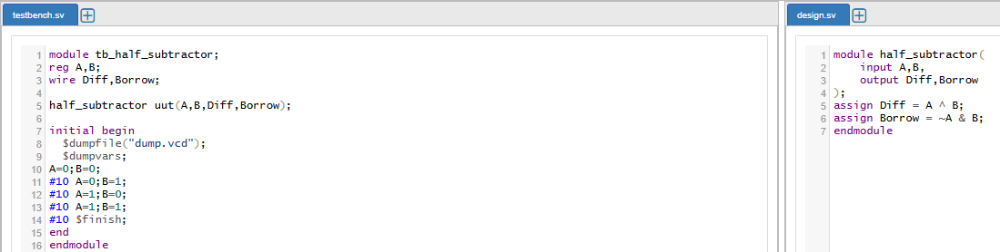 testbench.sv
1 module tb_half_subtractor;
2 reg A,B;
3 wire Diff,Borrow;
4
5 half_subtractor uut(A,B,Diff,Borrow);
6
7 initial begin
8   $dumpfile("dump.vcd");
9   $dumpvars;
10 A=0;B=0;
11 #10 A=0;B=1;
12 #10 A=1;B=0;
13 #10 A=1;B=1;
14 #10 $finish;
15 end
16 endmodule
design.sv
1 module half_subtractor(
2     input A,B,
3     output Diff,Borrow
4 );
5 assign Diff = A ^ B;
6 assign Borrow = ~A & B;
7 endmodule